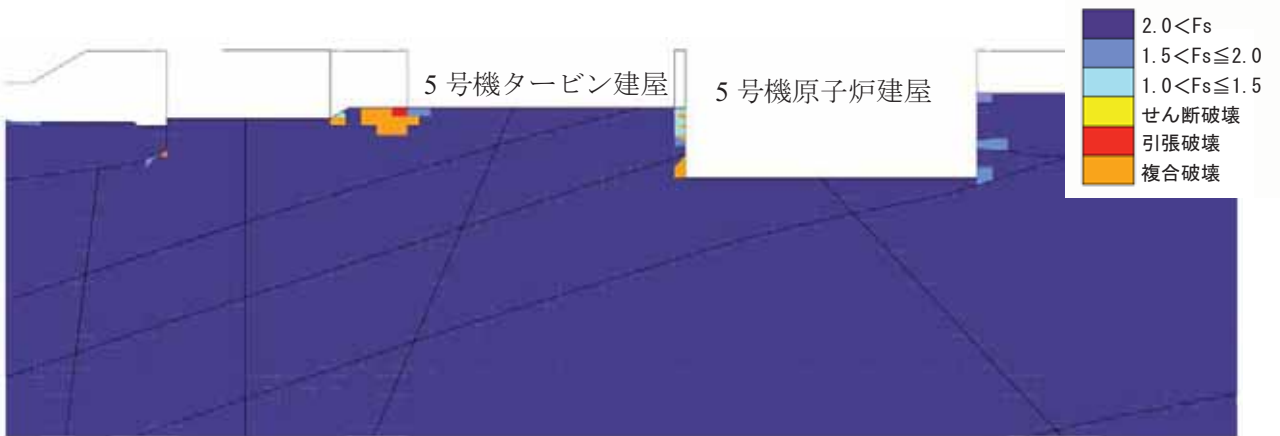 5 号機タービン建屋
5 号機原子炉建屋
2.0<Fs
1.5<Fs≦2.0
1.0<Fs≦1.5
せん断破壊
引張破壊
複合破壊